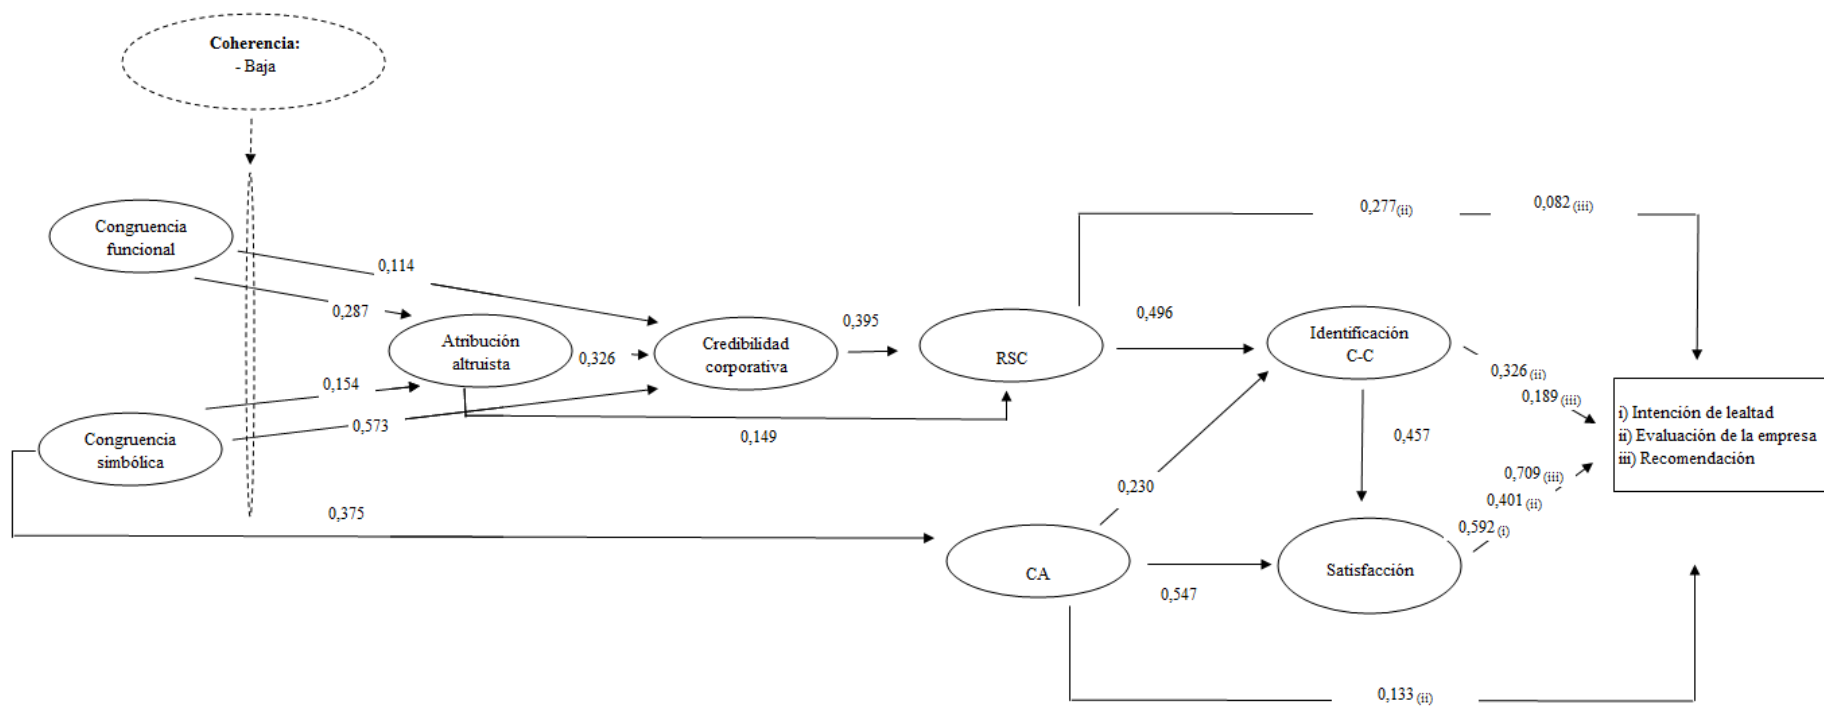 Coherencia:
- Baja
Congruencia
funcional
0,114
0,287
Atribución
altruista
0,326
0,154
0,573
Congruencia
simbólica
0,375
Credibilidad
corporativa
0,395
0,149
RSC
0,277(ii)
0,082(iii)
0,496
Identificación
C-C
0,326(ii)
0,189(iii)
0,457
0,230
CA
0,547
Satisfacción
0,709(iii)
0,401(ii)
0,592(i)
0,133(ii)
i) Intención de lealtad
ii) Evaluación de la empresa
iii) Recomendación